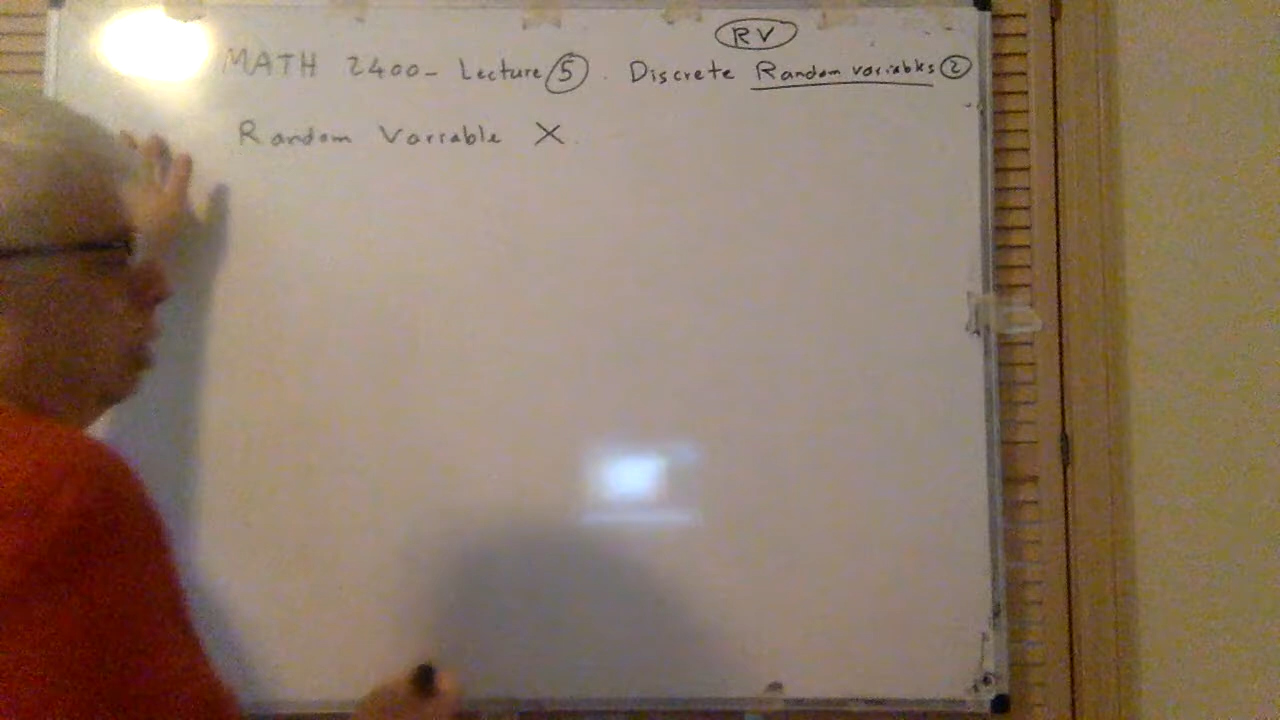 RV
MATH 2400- Lecture 5. Discrete Random variables 2
Random Variable X